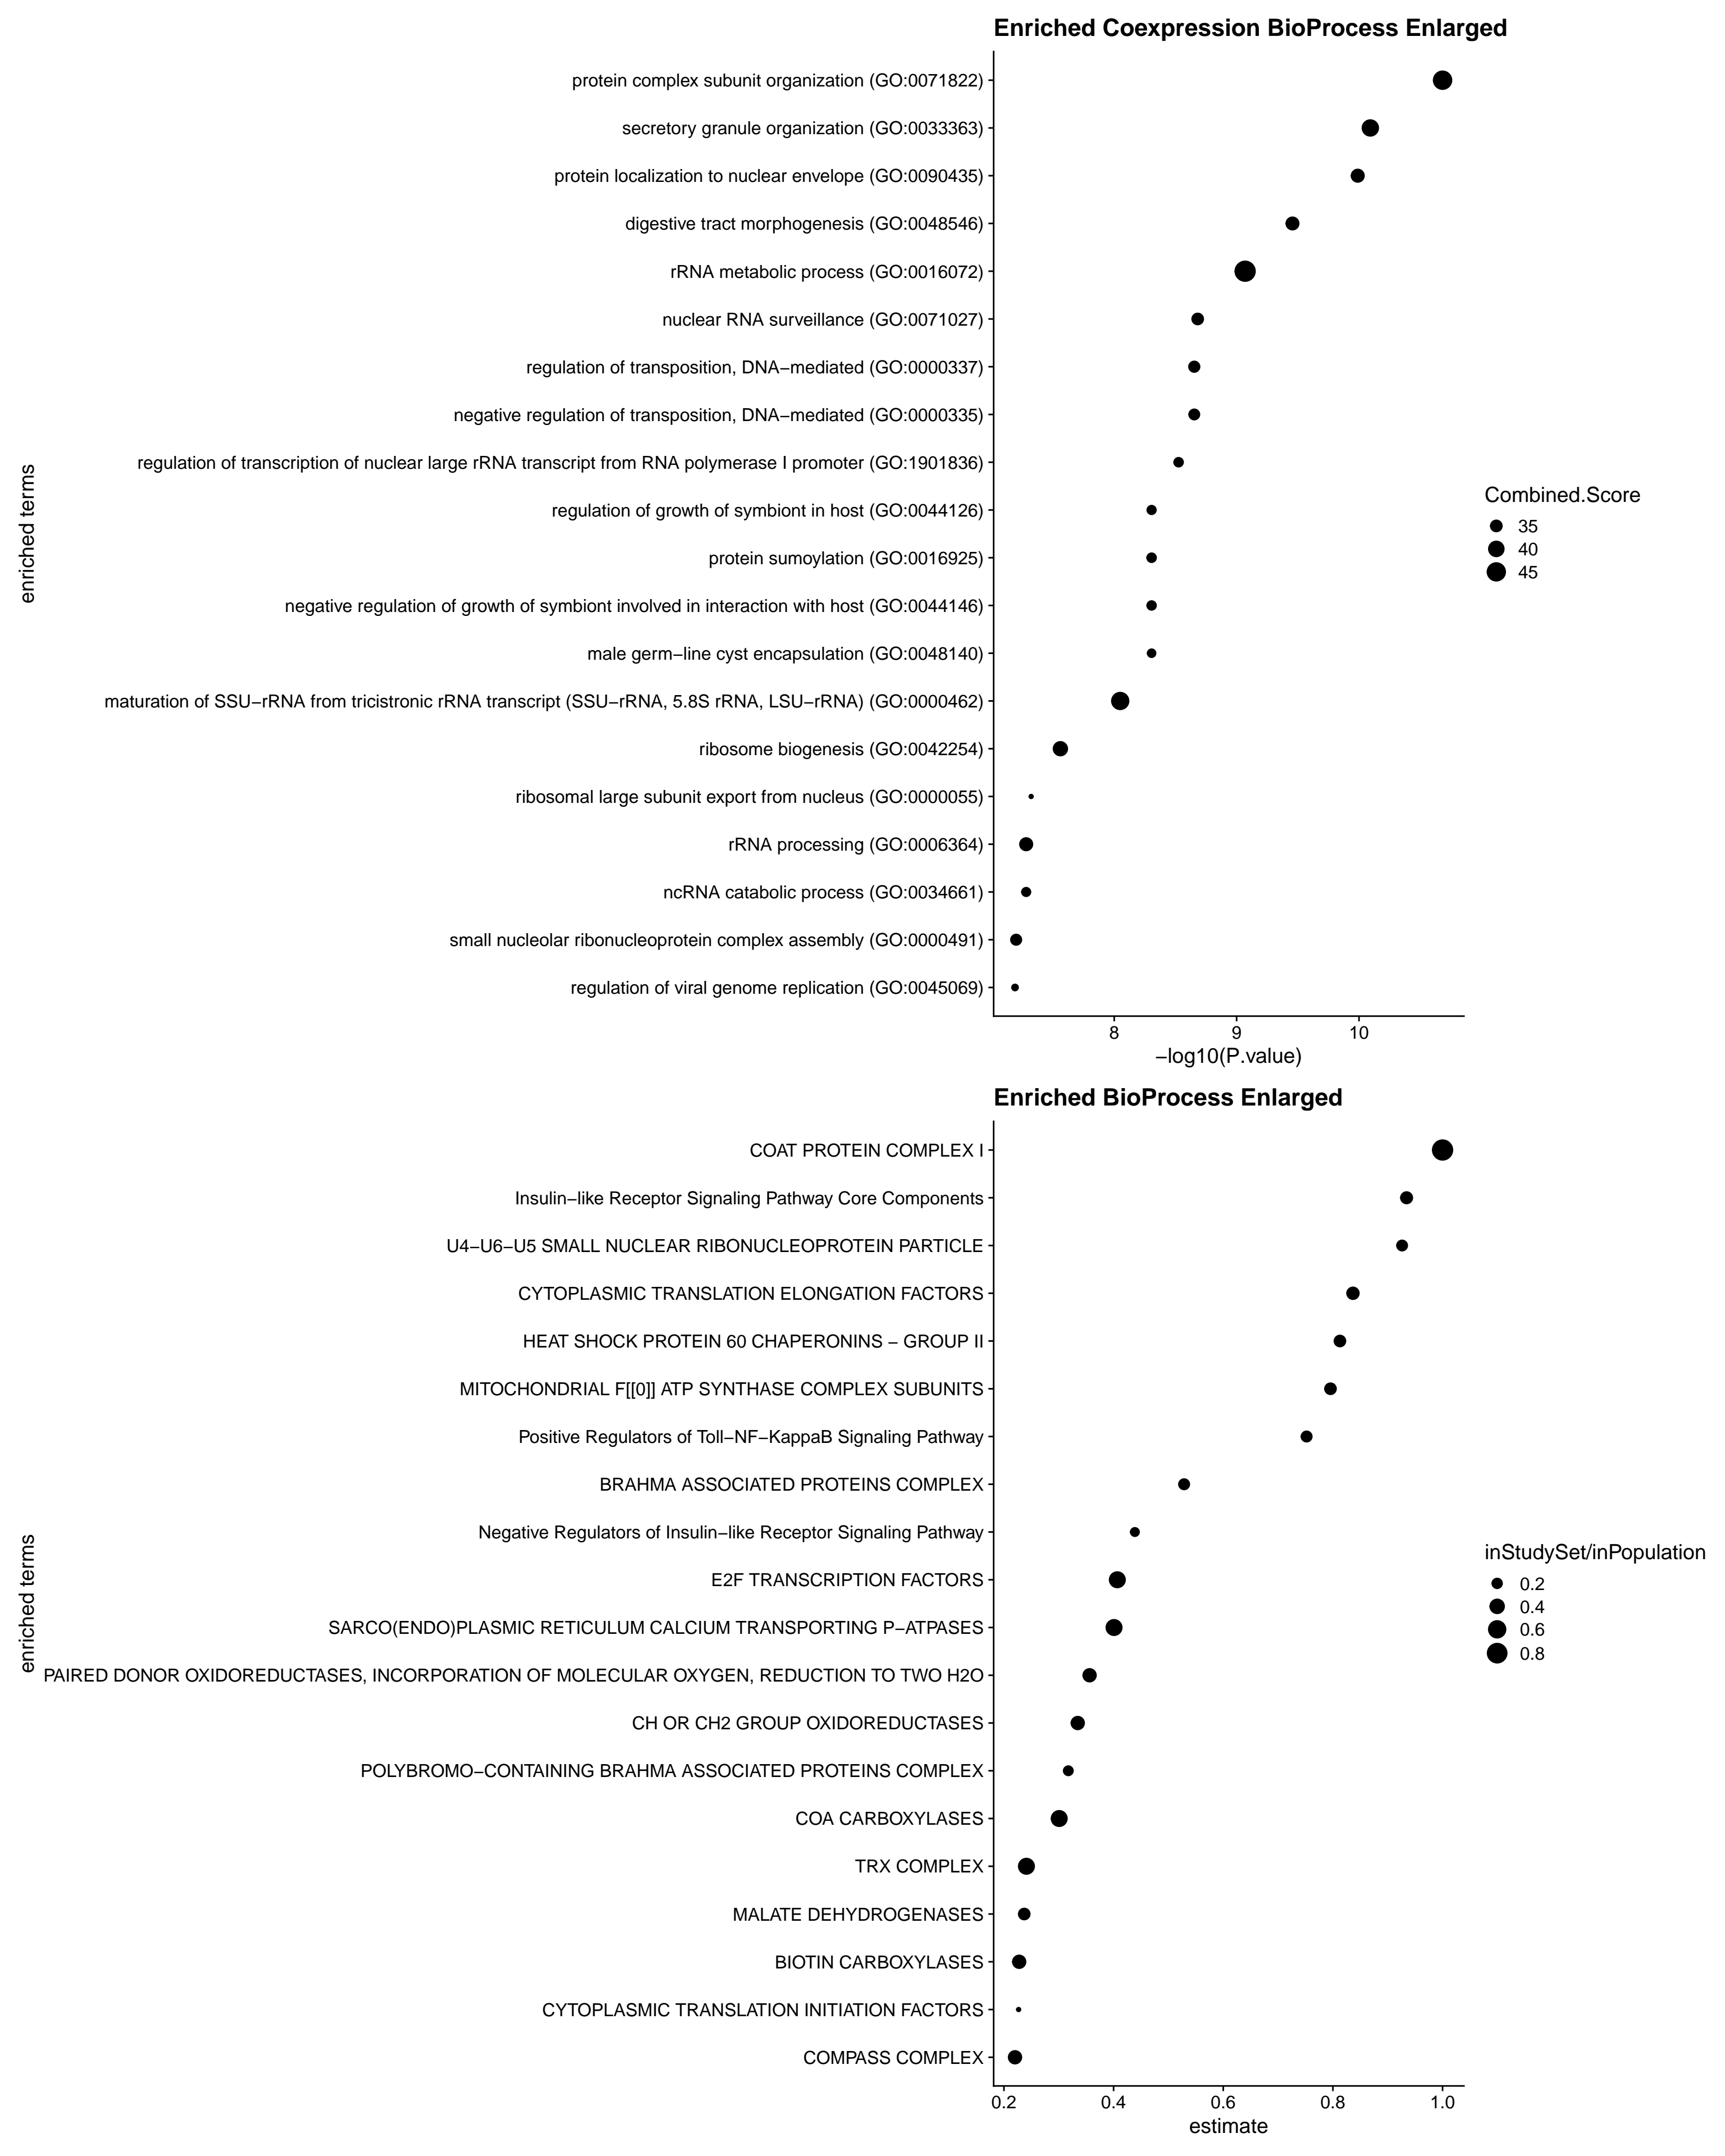 Enriched Coexpression BioProcess Enlarged
protein complex subunit organization (GO:0071822)
secretory granule organization (GO:0033363)
protein localization to nuclear envelope (GO:0090435)
digestive tract morphogenesis (GO:0048546)
rRNA metabolic process (GO:0016072)
nuclear RNA surveillance (GO:0071027)
regulation of transposition, DNA−mediated (GO:0000337)
negative regulation of transposition, DNA−mediated (GO:0000335)
regulation of transcription of nuclear large rRNA transcript from RNA polymerase I promoter (GO:1901836)
regulation of growth of symbiont in host (GO:0044126)
protein sumoylation (GO:0016925)
negative regulation of growth of symbiont involved in interaction with host (GO:0044146)
male germ−line cyst encapsulation (GO:0048140)
maturation of SSU−rRNA from tricistronic rRNA transcript (SSU−rRNA, 5.8S rRNA, LSU−rRNA) (GO:0000462)
ribosome biogenesis (GO:0042254)
ribosomal large subunit export from nucleus (GO:0000055)
rRNA processing (GO:0006364)
ncRNA catabolic process (GO:0034661)
small nucleolar ribonucleoprotein complex assembly (GO:0000491)
regulation of viral genome replication (GO:0045069)
enriched terms
8 9 10
−log10(P.value)
Combined.Score
35
40
45
Enriched BioProcess Enlarged
COAT PROTEIN COMPLEX I
Insulin−like Receptor Signaling Pathway Core Components
U4−U6−U5 SMALL NUCLEAR RIBONUCLEOPROTEIN PARTICLE
CYTOPLASMIC TRANSLATION ELONGATION FACTORS
HEAT SHOCK PROTEIN 60 CHAPERONINS − GROUP II
MITOCHONDRIAL F[[0]] ATP SYNTHASE COMPLEX SUBUNITS
Positive Regulators of Toll−NF−KappaB Signaling Pathway
BRAHMA ASSOCIATED PROTEINS COMPLEX
Negative Regulators of Insulin−like Receptor Signaling Pathway
E2F TRANSCRIPTION FACTORS
SARCO(ENDO)PLASMIC RETICULUM CALCIUM TRANSPORTING P−ATPASES
PAIRED DONOR OXIDOREDUCTASES, INCORPORATION OF MOLECULAR OXYGEN, REDUCTION TO TWO H2O
CH OR CH2 GROUP OXIDOREDUCTASES
POLYBROMO−CONTAINING BRAHMA ASSOCIATED PROTEINS COMPLEX
COA CARBOXYLASES
TRX COMPLEX
MALATE DEHYDROGENASES
BIOTIN CARBOXYLASES
CYTOPLASMIC TRANSLATION INITIATION FACTORS
COMPASS COMPLEX
enriched terms
0.2 0.4 0.6 0.8 1.0
estimate
inStudySet/inPopulation
0.2
0.4
0.6
0.8